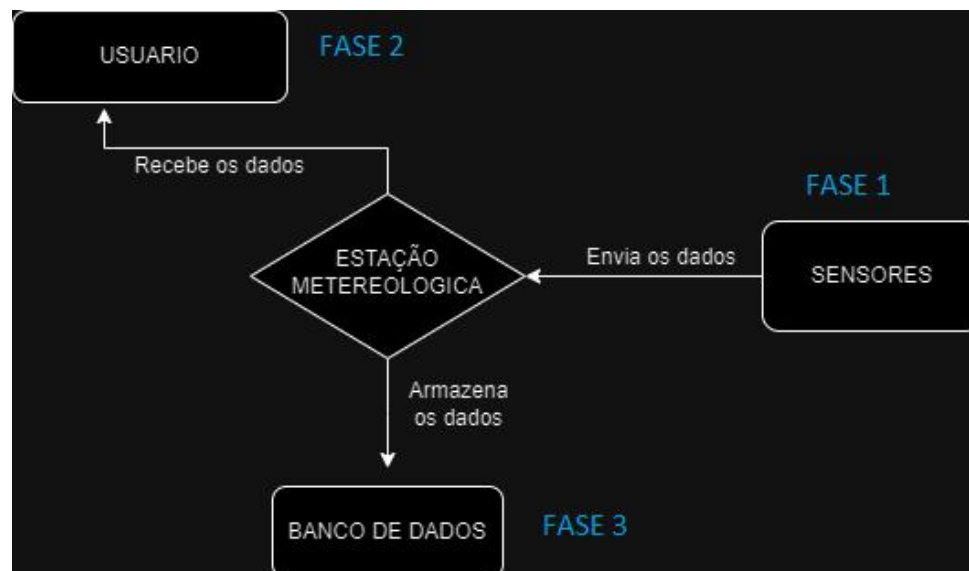 USUARIO
FASE 2
Recebe os dados
FASE 1
ESTAÇÃO
METEREOLOGICA
Envia os dados
SENSORES
Armazena
os dados
BANCO DE DADOS
FASE 3